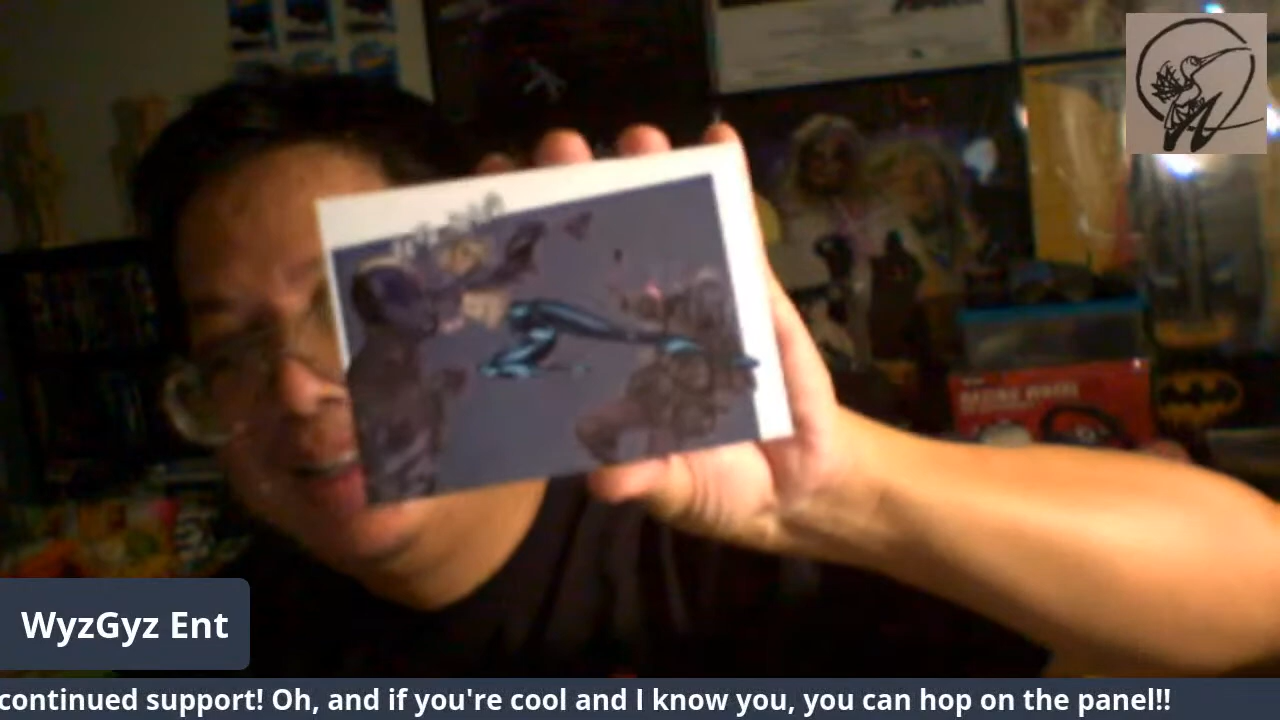 WyzGyz Ent
continued support! Oh, and if you're cool and I know you, you can hop on the panel!!